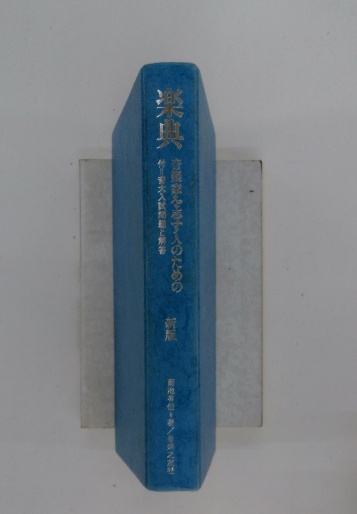 楽典
音楽家を志す人のための
付=音大入試問題と解答
新版
菊池有恒=著/音楽之友社